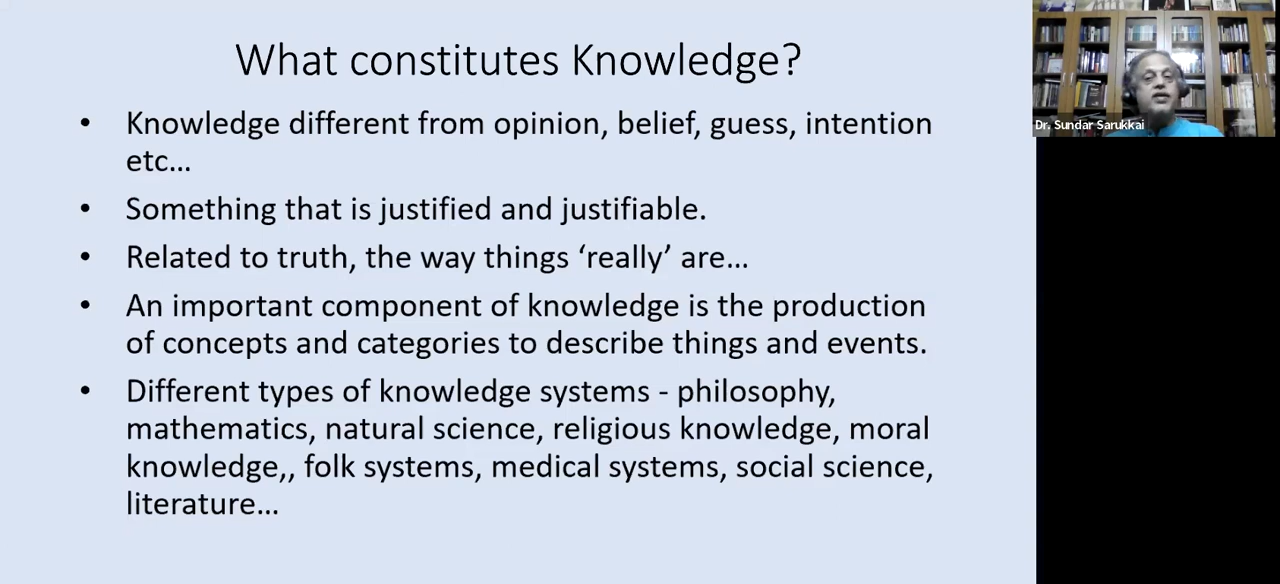 What constitutes Knowledge?
• Knowledge different from opinion, belief, guess, intention
etc...
• Something that is justified and justifiable.
• Related to truth, the way things ‘really’ are...
• An important component of knowledge is the production
of concepts and categories to describe things and events.
• Different types of knowledge systems - philosophy,
mathematics, natural science, religious knowledge, moral
knowledge,, folk systems, medical systems, social science,
literature...
Dr. Sundar Sarukkai